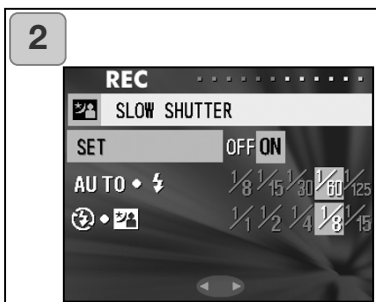 2
REC
SLOW SHUTTER
SET OFF ON
AUTO • 1/8 1/15 1/30 1/60 1/125
• 1/1 1/2 1/4 1/8 1/15